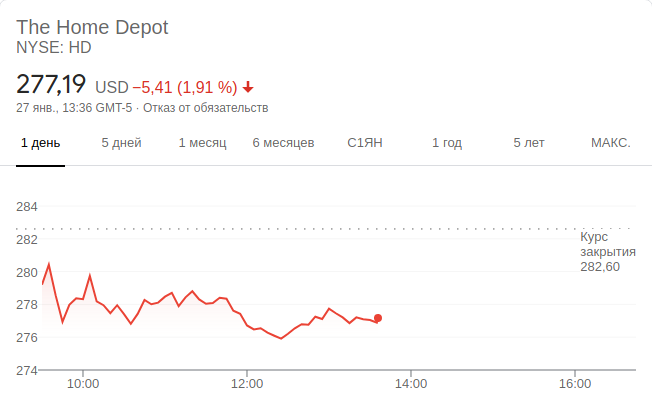 The Home Depot
NYSE: HD
277,19 USD −5,41 (1,91 %)
27 янв., 13:36 GMT-5 · Отказ от обязательств
1 день 5 дней 1 месяц 6 месяцев С1ЯН 1 год 5 лет МАКС.
284
282
Курс
закрытия
282,60
280
278
276
274
10:00 12:00 14:00 16:00